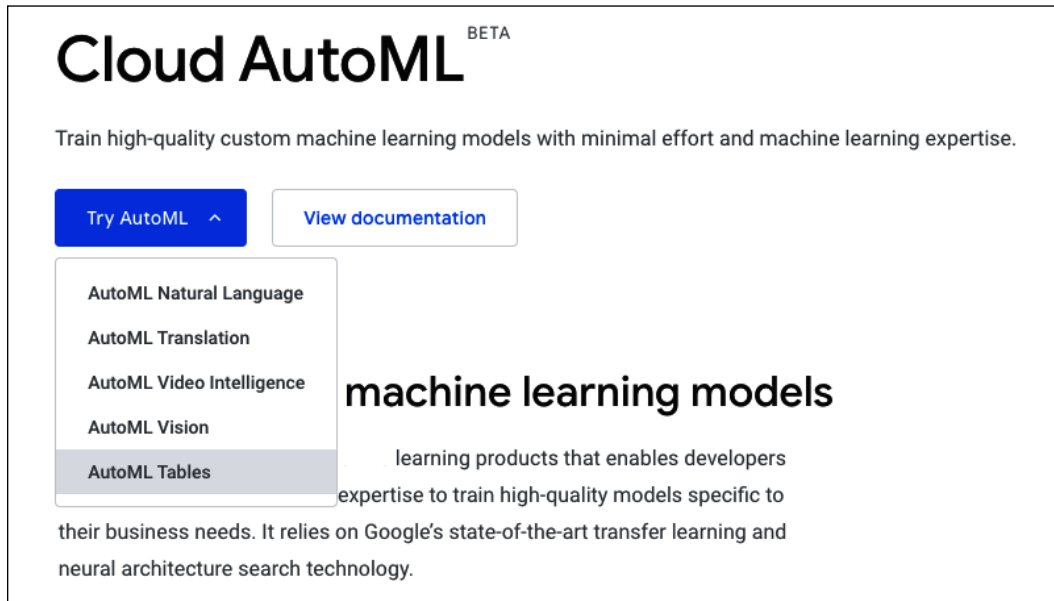 Cloud AutoML BETA
Train high-quality custom machine learning models with minimal effort and machine learning expertise.
Try AutoML View documentation
AutoML Natural Language
AutoML Translation
AutoML Video Intelligence
machine learning models
AutoML Vision
AutoML Tables
learning products that enables developers
expertise to train high-quality models specific to
their business needs. It relies on Google's state-of-the-art transfer learning and
neural architecture search technology.